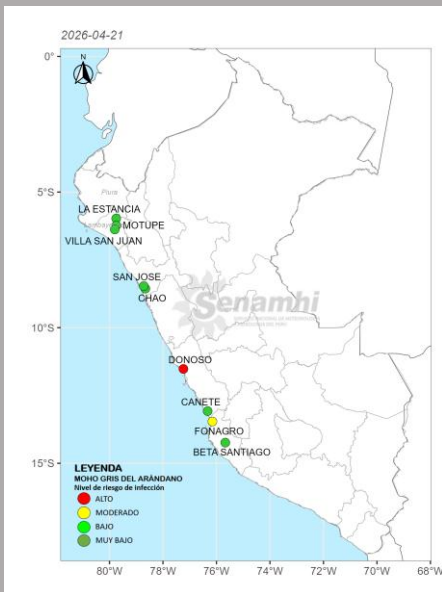 2026-04-21
N
0°
Piura
LA ESTANCIA
5°S
MOTUPE
VILLA SAN JUAN
SAN JOSE
CHAO
Senamhi
10°S
DONOSO
CANETE
FONAGRO
BETA SANTIAGO
15°S
LEYENDA
MOHO GRIS DEL ARÁNDANO
Nivel de riesgo de infección
ALTO
MODERADO
BAJO
MUY BAJO
80°W 78°W 76°W 74°W 72°W 70°W 68°W